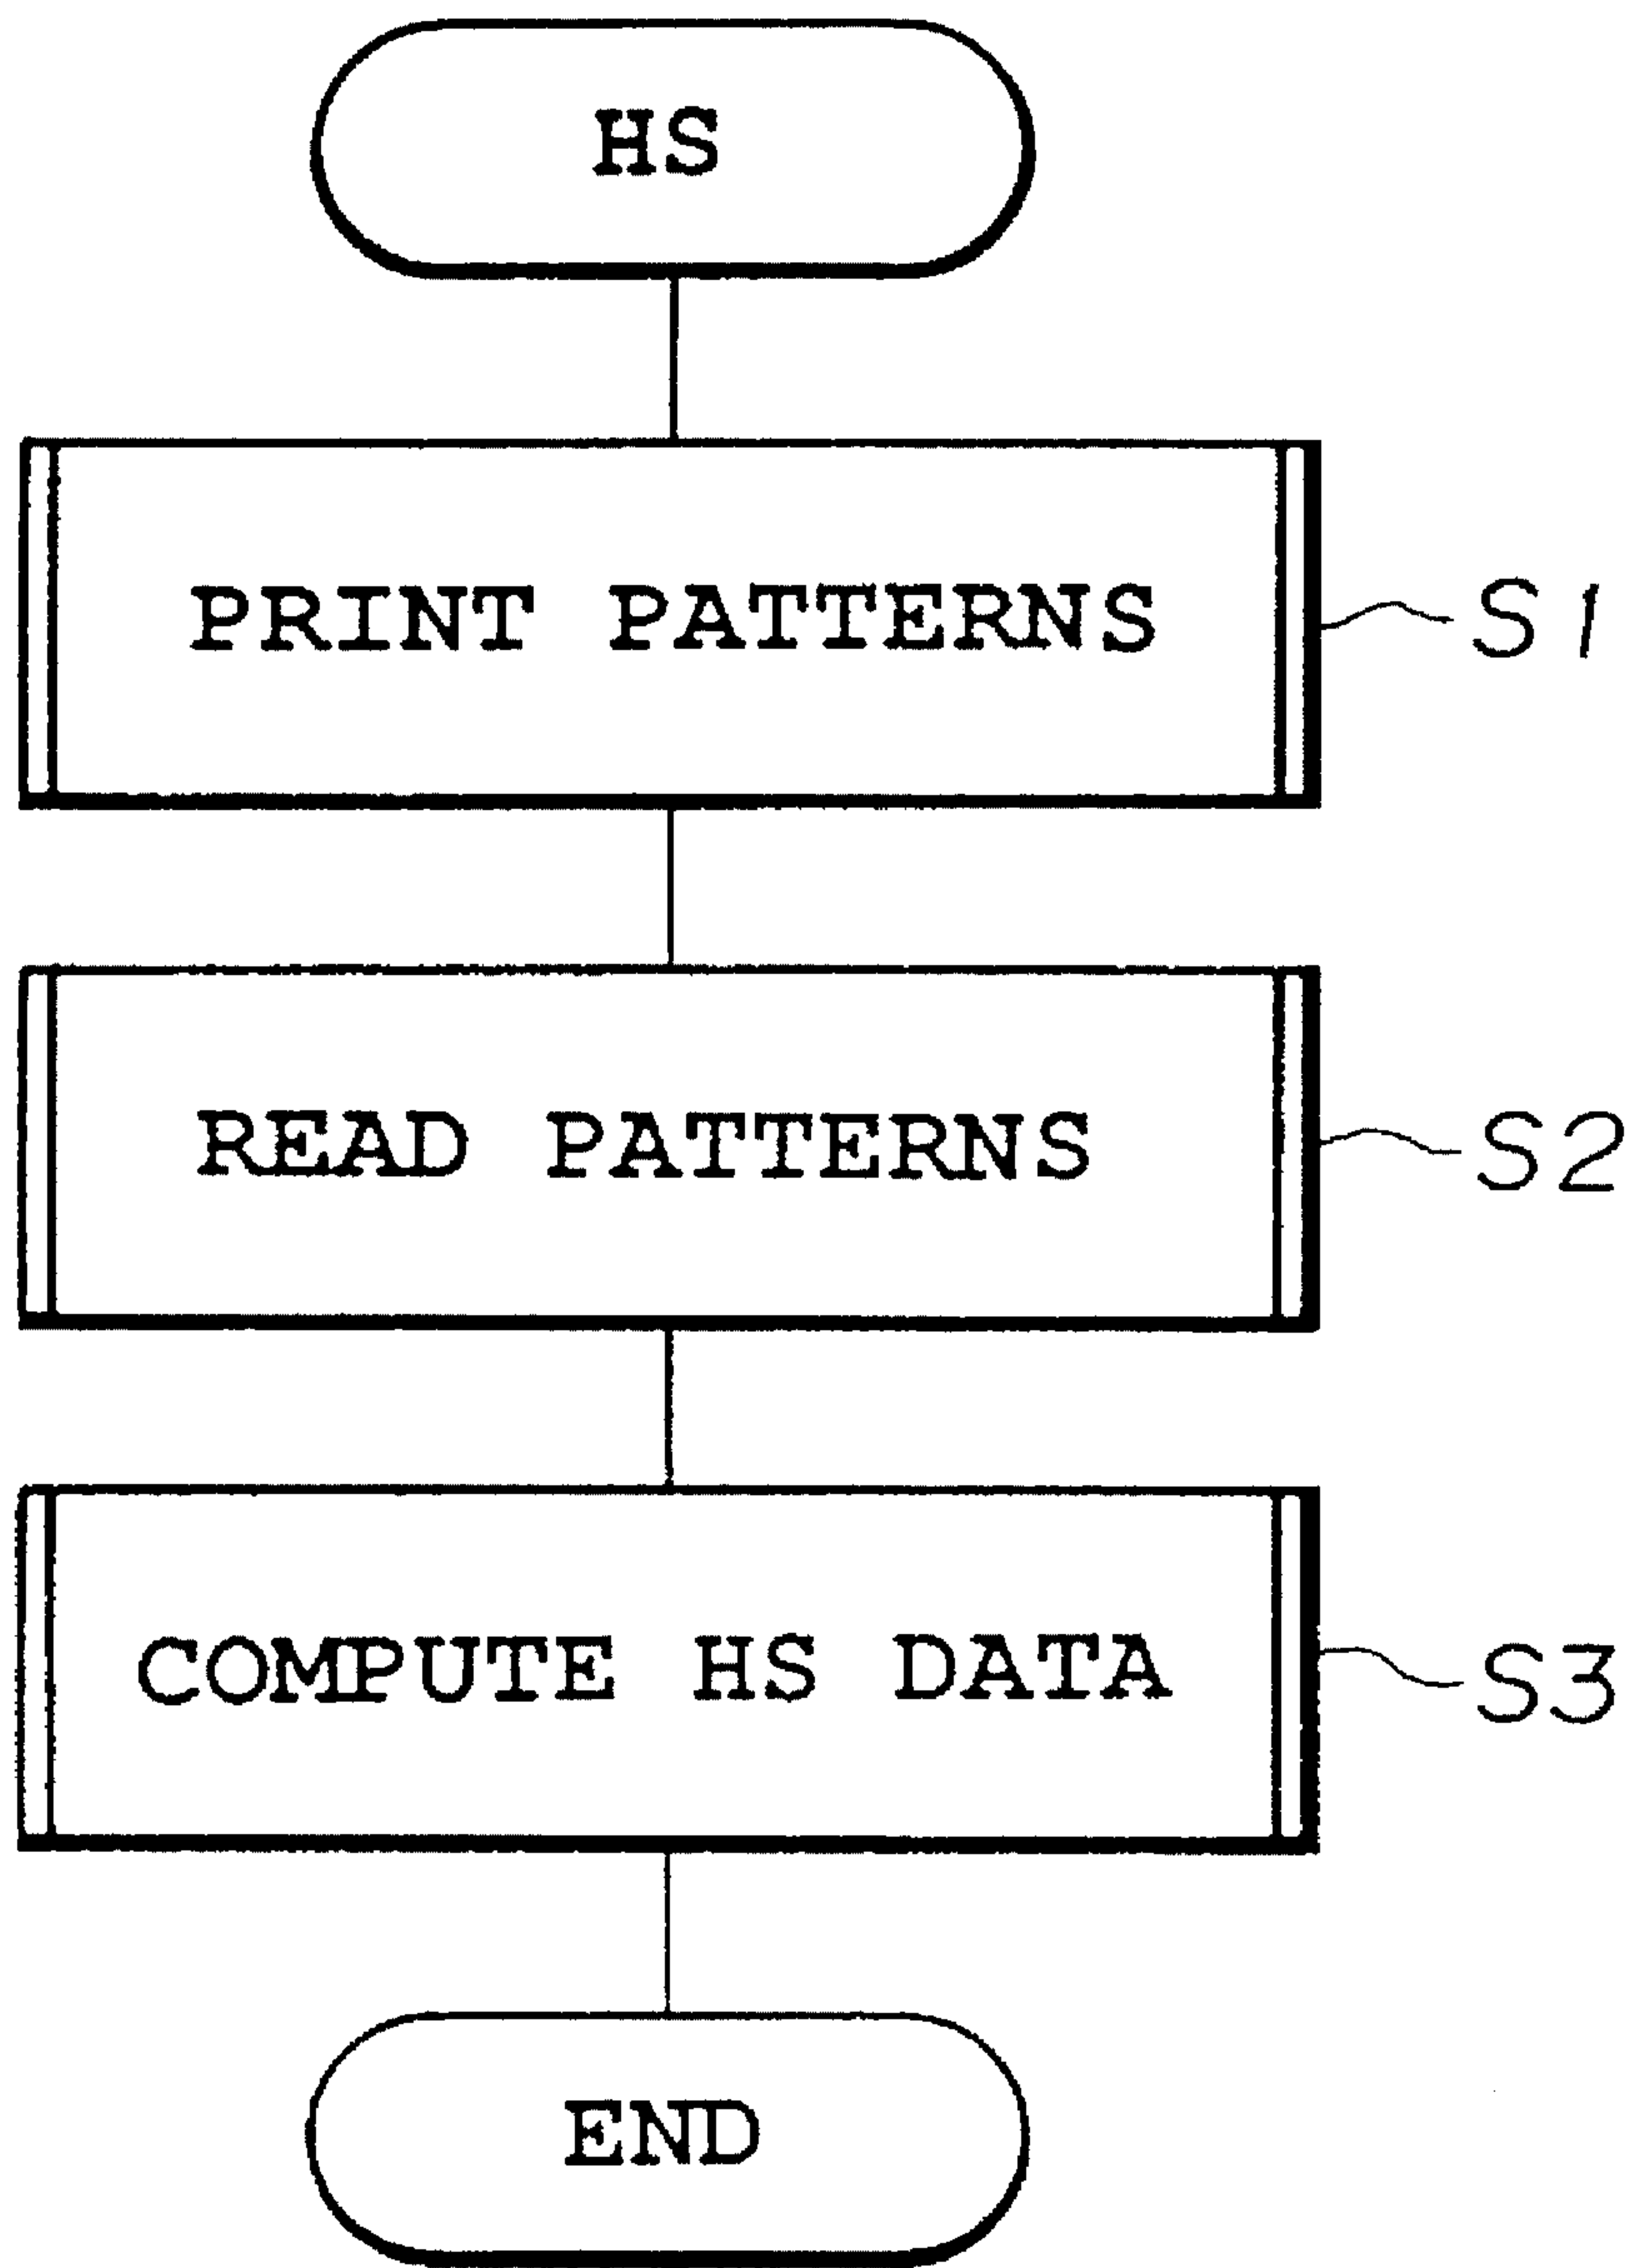 HS
PRINT PATTERNS
S1
READ PATTERNS
S2
COMPUTE HS DATA
S3
END